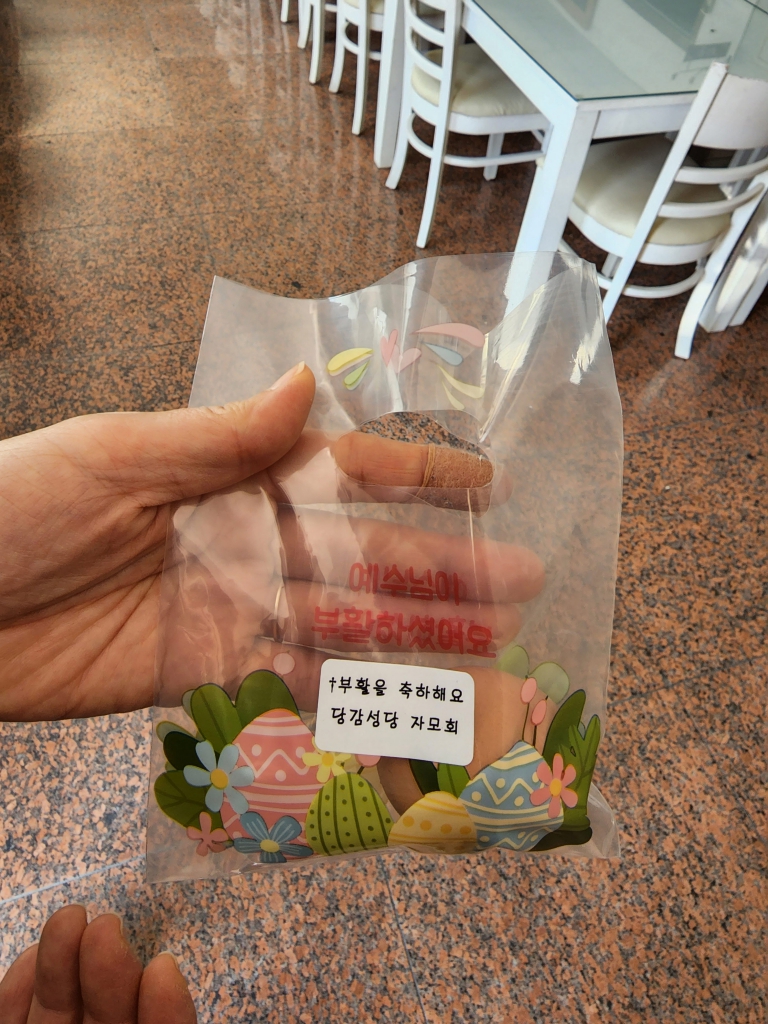 예수님이
부활하셨어요
†부활을 축하해요
당감성당 자모회